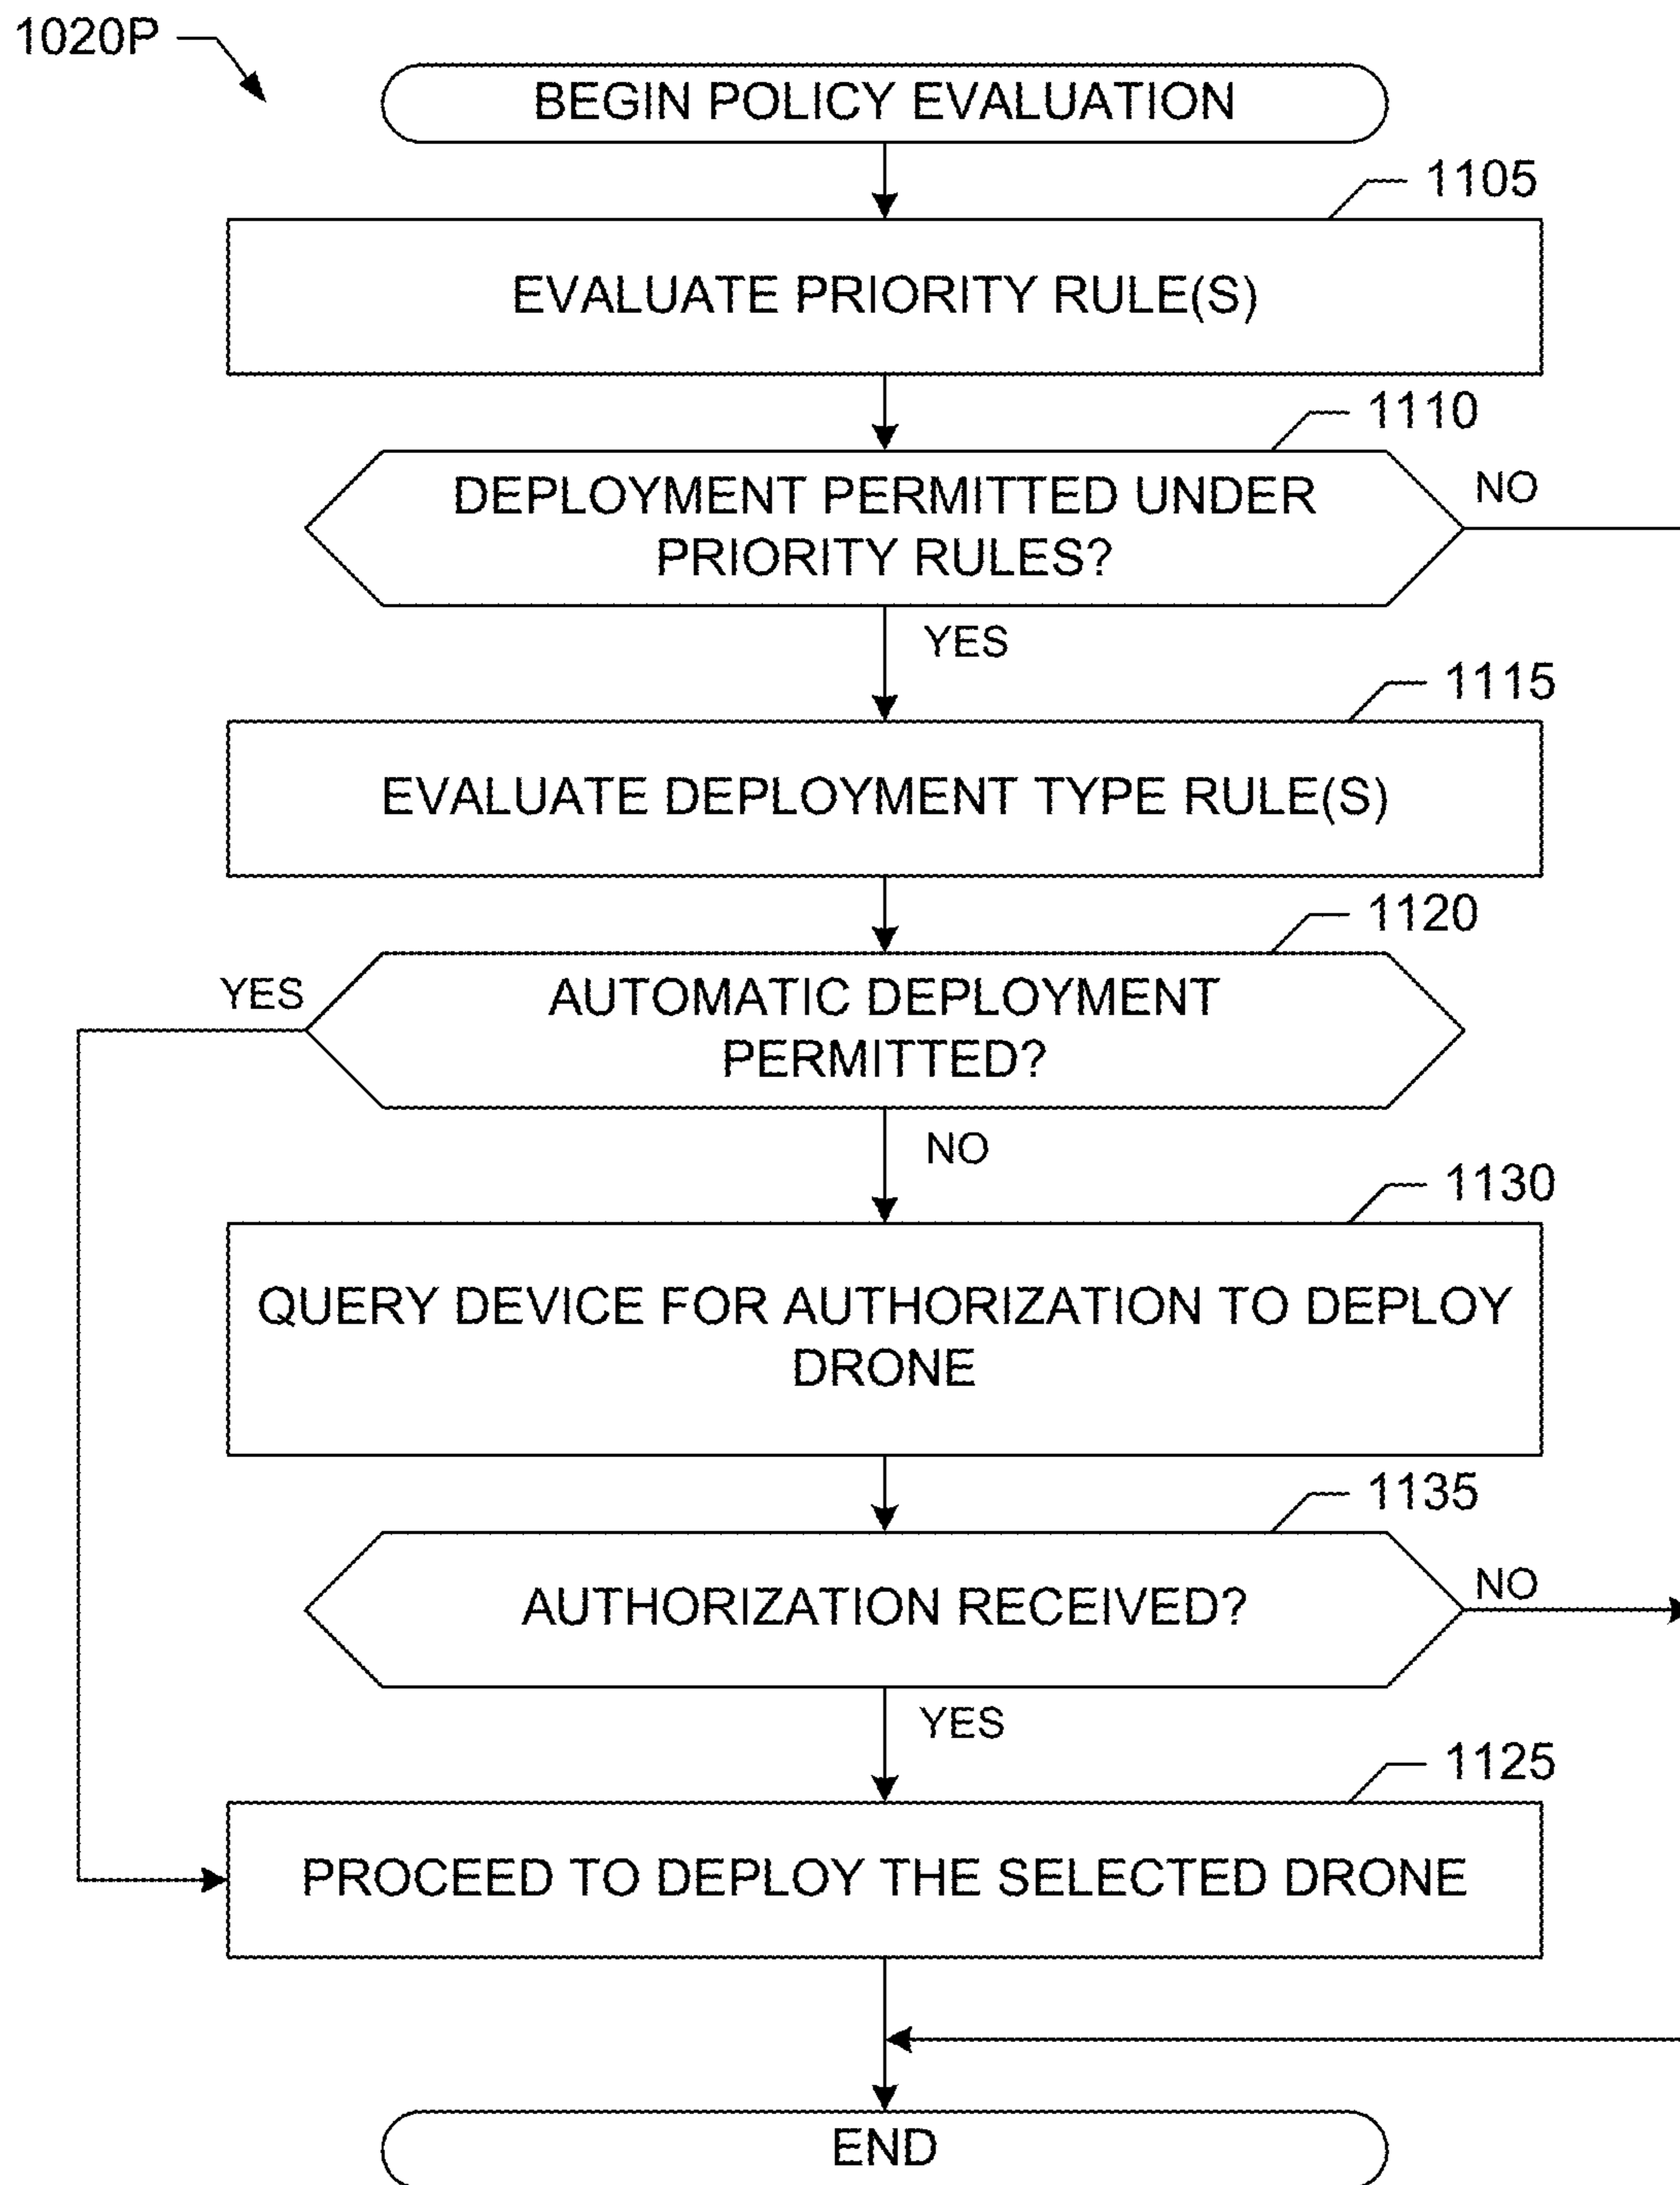 1020P
BEGIN POLICY EVALUATION
1105
EVALUATE PRIORITY RULE(S)
1110
DEPLOYMENT PERMITTED UNDER
PRIORITY RULES?
NO
YES
1115
EVALUATE DEPLOYMENT TYPE RULE(S)
1120
YES
AUTOMATIC DEPLOYMENT
PERMITTED?
NO
1130
QUERY DEVICE FOR AUTHORIZATION TO DEPLOY
DRONE
1135
AUTHORIZATION RECEIVED?
NO
YES
1125
PROCEED TO DEPLOY THE SELECTED DRONE
END